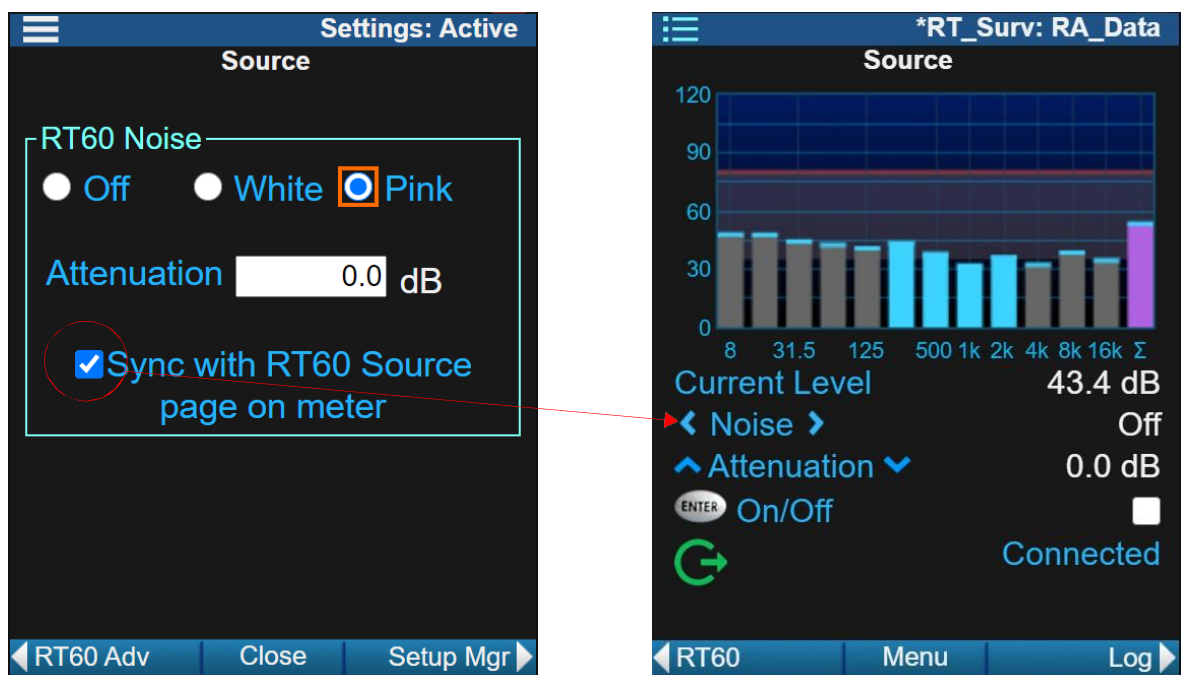 Settings: Active
Source
RT60 Noise
Off White Pink
Attenuation 0.0 dB
Sync with RT60 Source
page on meter
RT60 Adv Close Setup Mgr
*RT_Surv: RA_Data
Source
120
90
60
30
0
8 31.5 125 500 1k 2k 4k 8k 16k Σ
Current Level 43.4 dB
Noise Off
Attenuation 0.0 dB
ENTER On/Off
Connected
RT60 Menu Log